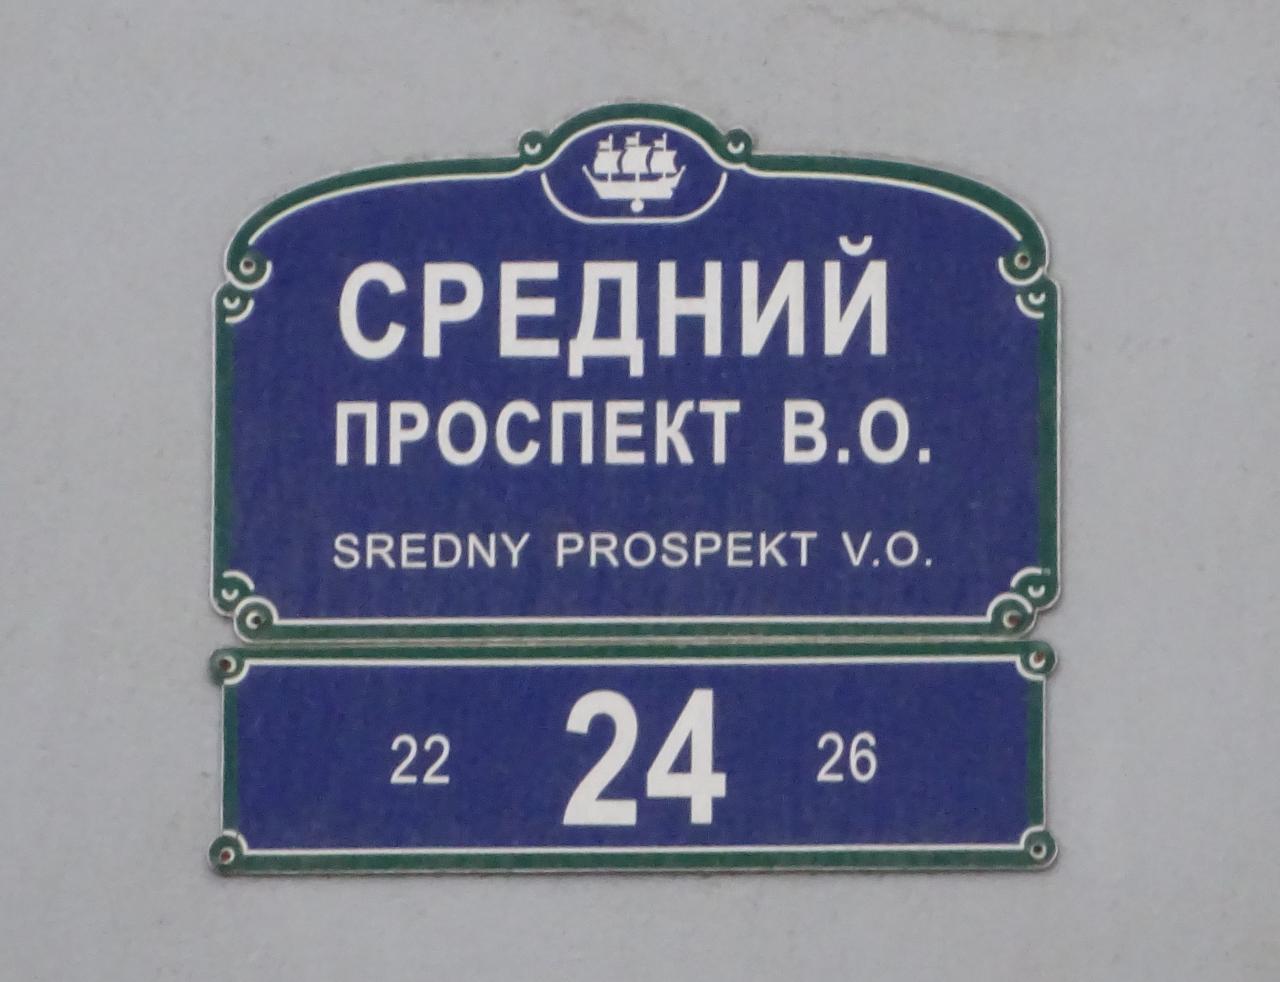 СРЕДНИЙ
ПРОСПЕКТ В.О.
SREDNY PROSPEKT V.O.
22 24 26